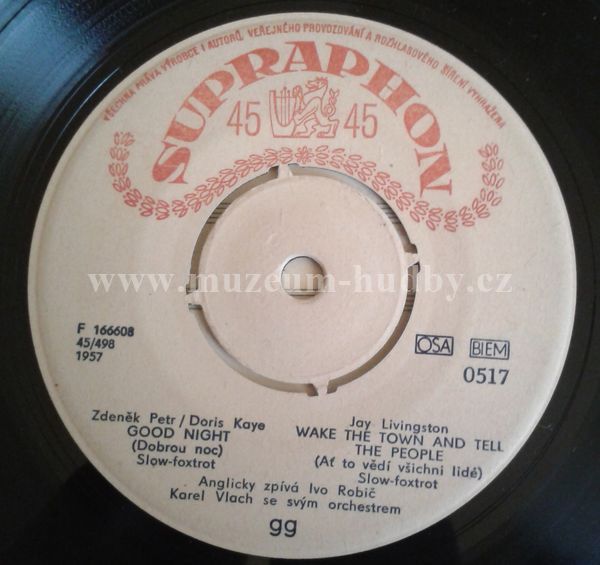 VŠECHNA PRÁVA VÝROBCE I AUTORŮ VEŘEJNÉHO PROVOZOVÁNÍ A ROZHLASOVÉHO ŠÍŘENÍ VYHRAŽENA
SUPRAPHON
45 45
www.muzeum-hudby.cz
F 166608
45/498
1957
OSA BIEM
0517
Zdeněk Petr/Doris Kaye
GOOD NIGHT
(Dobrou noc)
Slow-foxtrot
Jay Livingston
WAKE THE TOWN AND TELL
THE PEOPLE
(Ať to vědí všichni lidé)
Slow-foxtrot
Anglicky zpívá Ivo Robič
Karel Vlach se svým orchestrem
gg